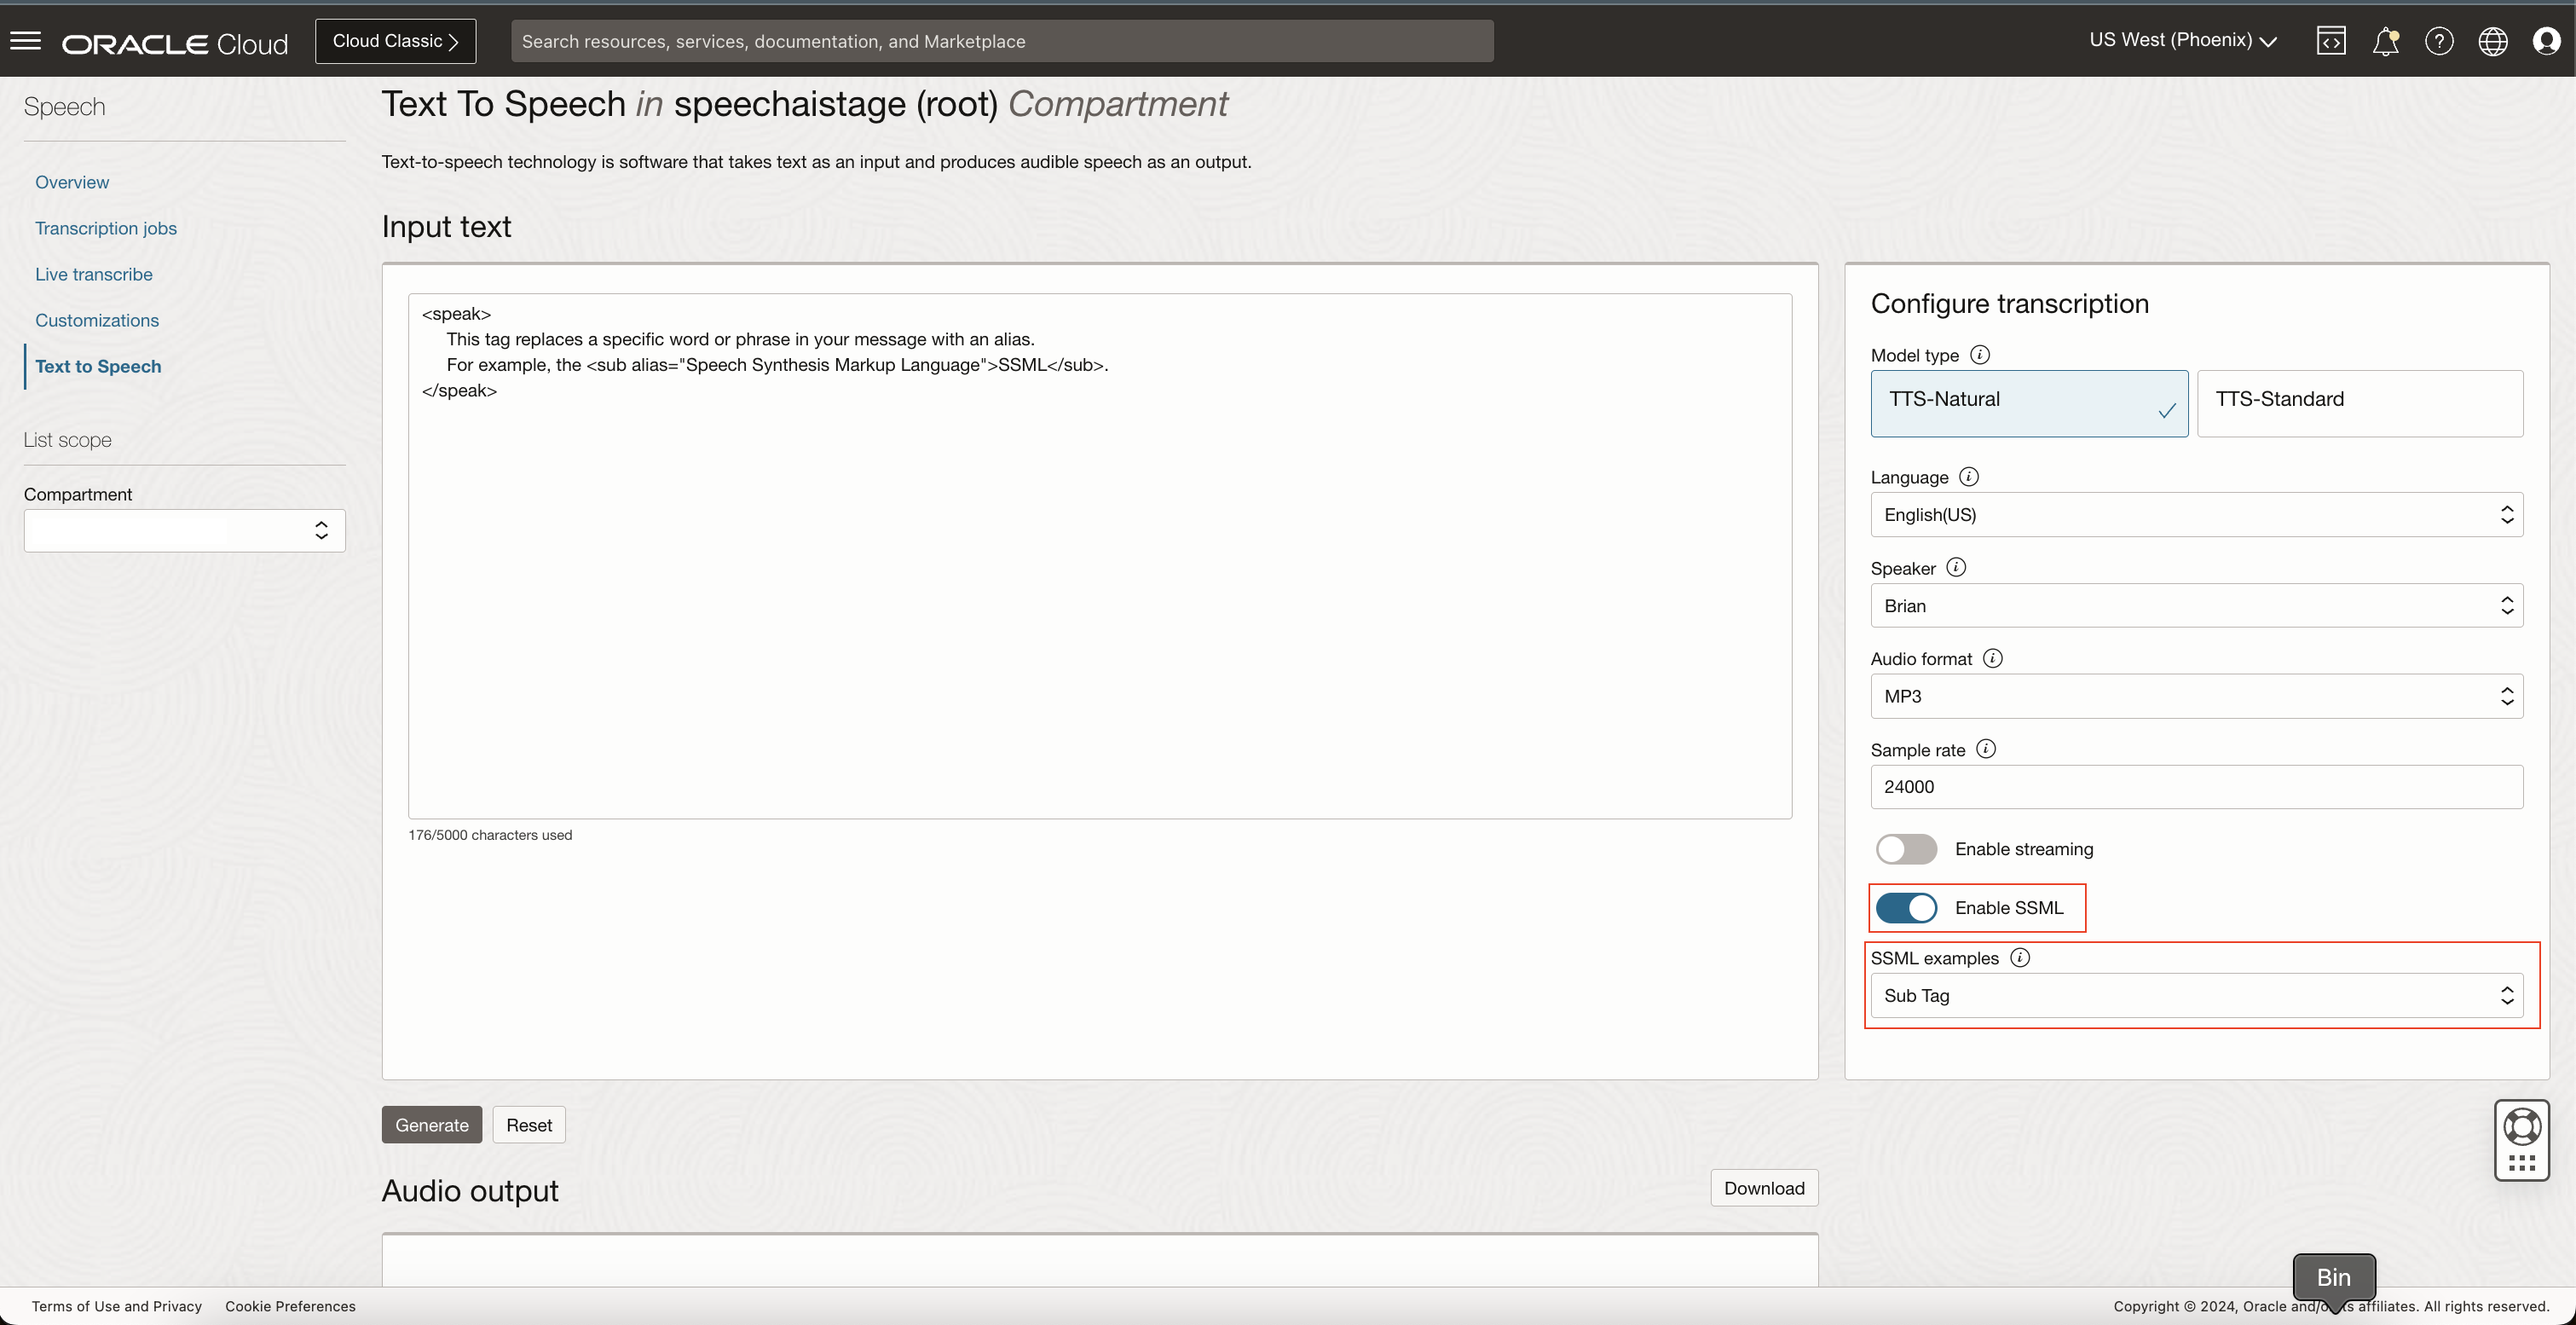 ORACLE Cloud
Cloud Classic
Search resources, services, documentation, and Marketplace
US West (Phoenix)
Speech
Overview
Transcription jobs
Live transcribe
Customizations
Text to Speech
List scope
Compartment
Text To Speech in speechaistage (root) Compartment
Text-to-speech technology is software that takes text as an input and produces audible speech as an output.
Input text
<speak>
This tag replaces a specific word or phrase in your message with an alias.
For example, the <sub alias="Speech Synthesis Markup Language">SSML</sub>.
</speak>
176/5000 characters used
Configure transcription
Model type
TTS-Natural
TTS-Standard
Language
English(US)
Speaker
Brian
Audio format
MP3
Sample rate
24000
Enable streaming
Enable SSML
SSML examples
Sub Tag
Generate
Reset
Audio output
Download
Bin
Terms of Use and Privacy
Cookie Preferences
Copyright © 2024, Oracle and/o s affiliates. All rights reserved.